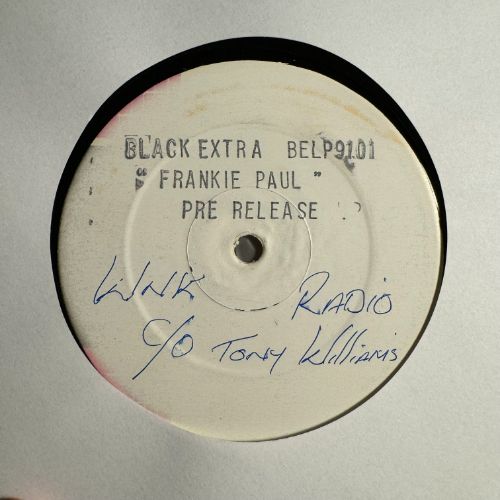 BLACK EXTRA BELP9101
" FRANKIE PAUL "
PRE RELEASE
WNK RADIO
C/O TONY Williams